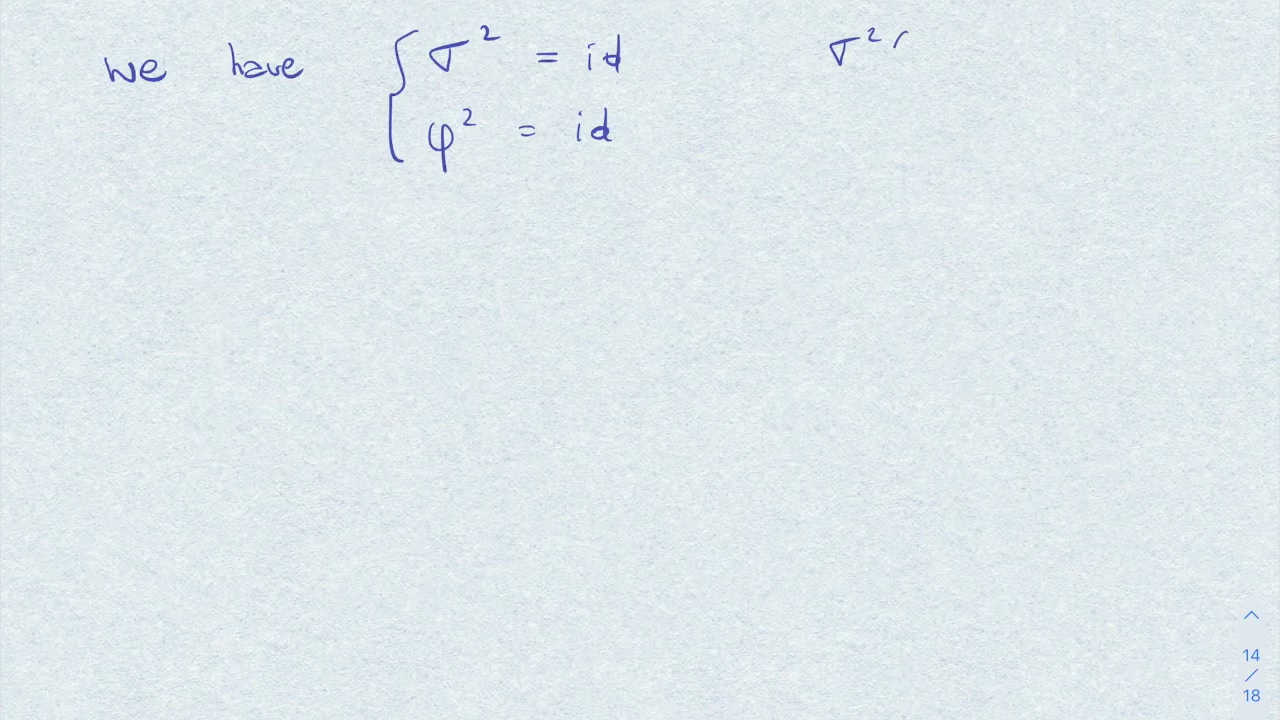 we have { σ² = id σ² (
φ² = id
14
/
18